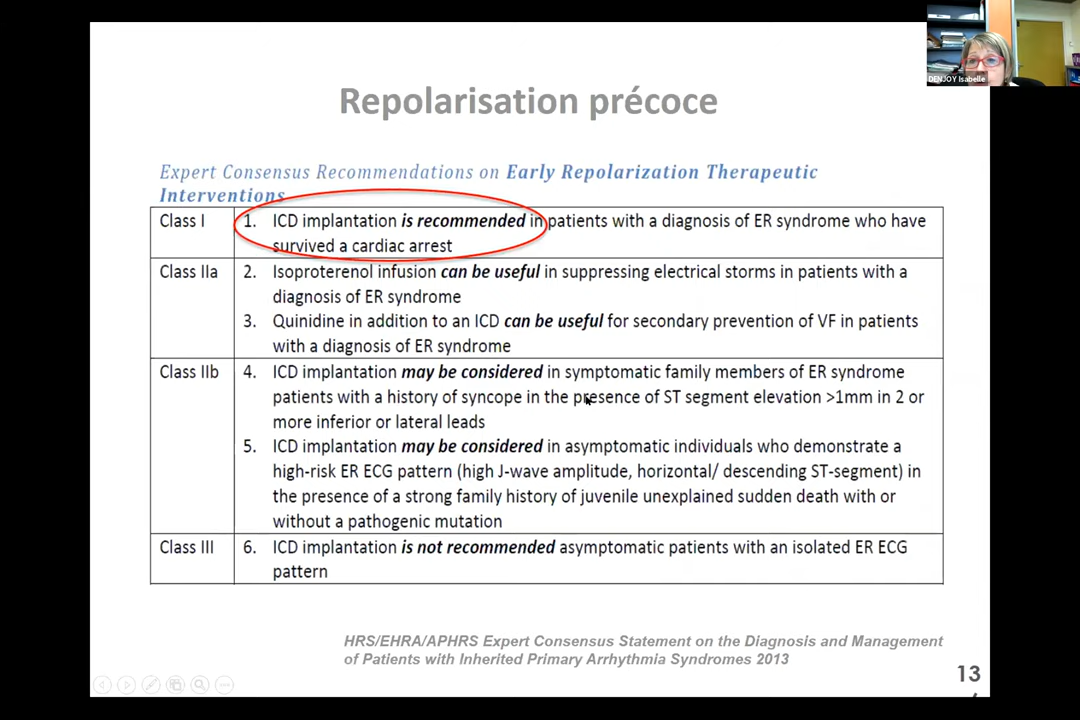 DENJOY Isabelle
Repolarisation précoce
Expert Consensus Recommendations on Early Repolarization Therapeutic
Interventions
Class I
1. ICD implantation is recommended in patients with a diagnosis of ER syndrome who have
survived a cardiac arrest
Class IIa
2. Isoproterenol infusion can be useful in suppressing electrical storms in patients with a
diagnosis of ER syndrome
3. Quinidine in addition to an ICD can be useful for secondary prevention of VF in patients
with a diagnosis of ER syndrome
Class IIb
4. ICD implantation may be considered in symptomatic family members of ER syndrome
patients with a history of syncope in the presence of ST segment elevation >1mm in 2 or
more inferior or lateral leads
5. ICD implantation may be considered in asymptomatic individuals who demonstrate a
high-risk ER ECG pattern (high J-wave amplitude, horizontal/ descending ST-segment) in
the presence of a strong family history of juvenile unexplained sudden death with or
without a pathogenic mutation
Class III
6. ICD implantation is not recommended asymptomatic patients with an isolated ER ECG
pattern
HRS/EHRA/APHRS Expert Consensus Statement on the Diagnosis and Management
of Patients with Inherited Primary Arrhythmia Syndromes 2013
13